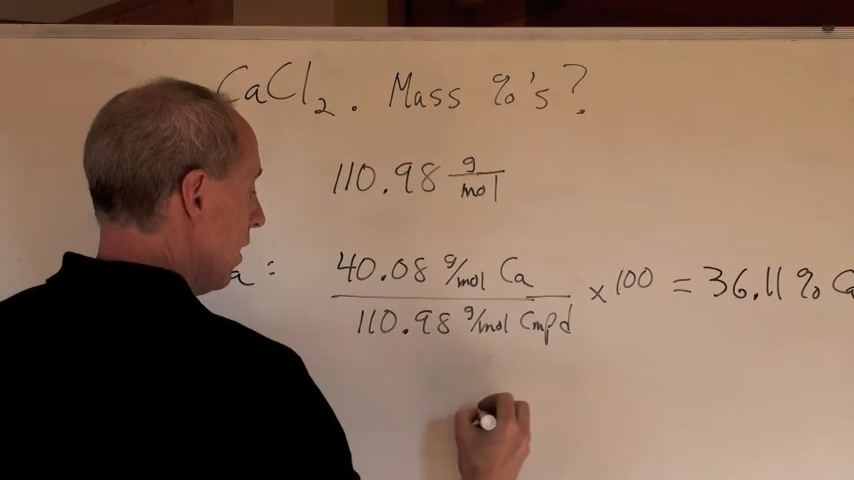 CaCl2. Mass %'s?
110.98 g/mol
a: 40.08 g/mol Ca
110.98 g/mol Cmpd
x 100 = 36.11 %